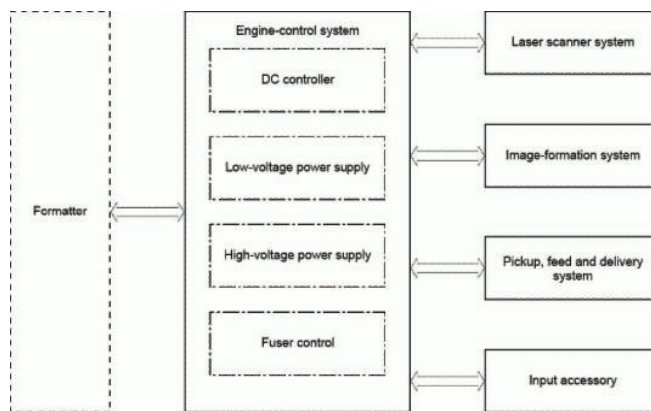 Engine-control system
DC controller
Low-voltage power supply
High-voltage power supply
Fuser control
Formatter
Laser scanner system
Image-formation system
Pickup, feed and delivery
system
Input accessory